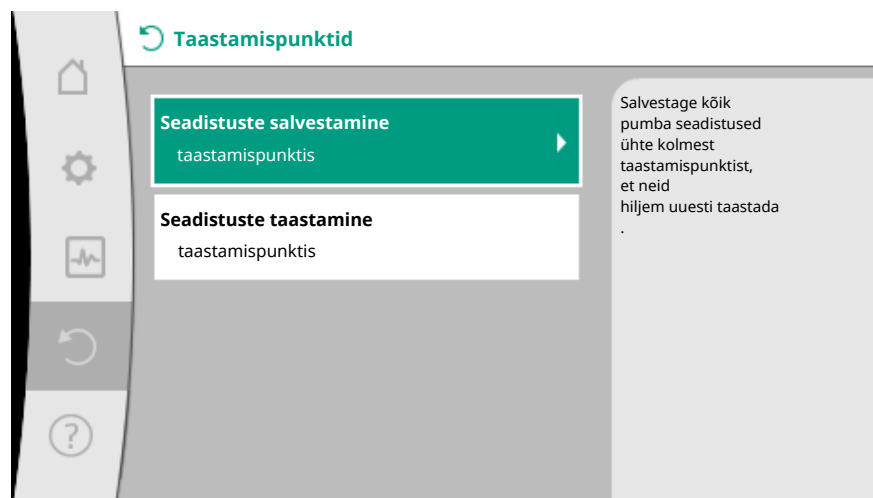 Taastamispunktid
Seadistuste salvestamine
taastamispunktis
Seadistuste taastamine
taastamispunktis
Salvestage kõik
pumba seadistused
ühte kolmest
taastamispunktist,
et neid
hiljem uuesti taastada
.
?